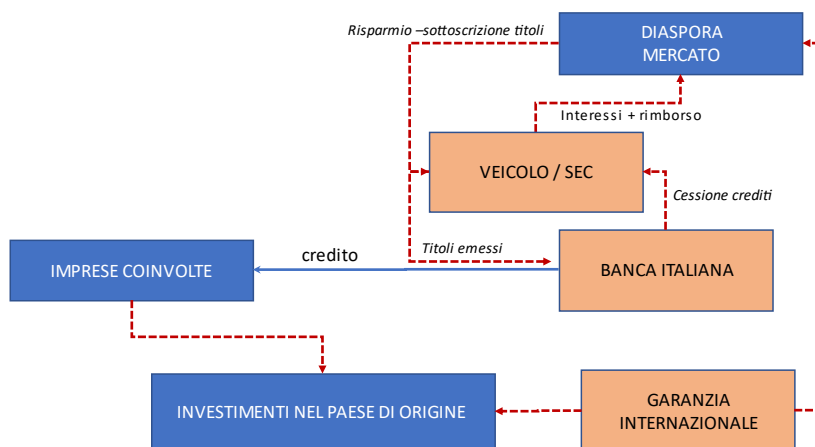 Risparmio –sottoscrizione titoli
DIASPORA
MERCATO
Interessi + rimborso
VEICOLO / SEC
Cessione crediti
Titoli emessi
credito
IMPRESE COINVOLTE
BANCA ITALIANA
INVESTIMENTI NEL PAESE DI ORIGINE
GARANZIA
INTERNAZIONALE